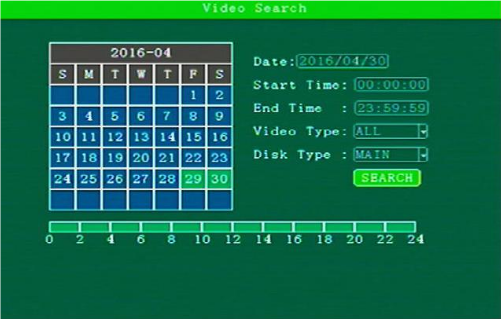 Video Search
2016-04
S M T W T F S
1 2
3 4 5 6 7 8 9
10 11 12 13 14 15 16
17 18 19 20 21 22 23
24 25 26 27 28 29 30
Date: 2016/04/30
Start Time: 00:00:00
End Time : 23:59:59
Video Type: ALL
Disk Type : MAIN
SEARCH
0 2 4 6 8 10 12 14 16 18 20 22 24